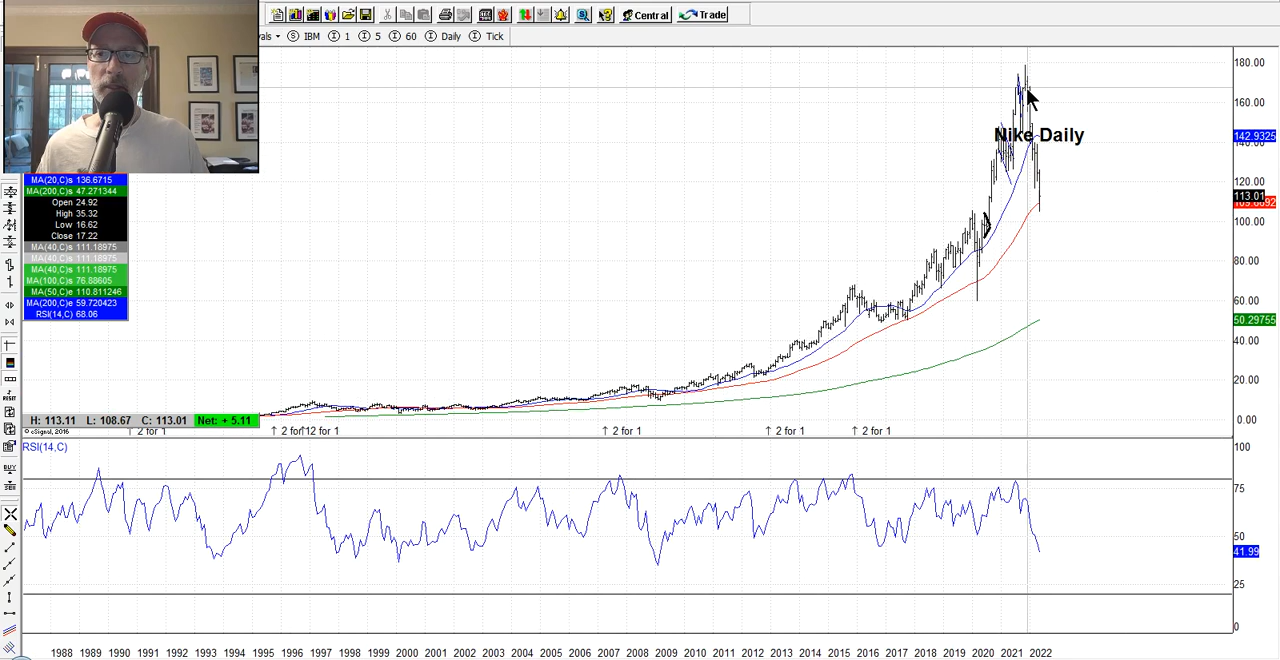 Central
Trade
vals
IBM
1
5
60
Daily
Tick
180.00
160.00
Nike Daily
142.9325
140.00
MA(20,C)s 136.6715
MA(200,C)s 47.271344
Open 24.92
High 35.32
Low 16.62
Close 17.22
MA(40,C)s 111.18975
MA(40,C)s 111.18975
MA(40,C)s 111.18975
MA(100,C)s 76.88605
MA(50,C)e 110.811246
MA(200,C)e 59.720423
RSI(14,C) 68.06
120.00
113.01
100.00
80.00
60.00
50.29755
40.00
20.00
0.00
H: 113.11 L: 108.67 C: 113.01 Net: + 5.11
© eSignal, 2016
2 for 1
2 for
2 for 1
2 for 1
2 for 1
2 for 1
RSI(14,C)
100
75
50
41.99
25
0
RESET
BUY
1988 1989 1990 1991 1992 1993 1994 1995 1996 1997 1998 1999 2000 2001 2002 2003 2004 2005 2006 2007 2008 2009 2010 2011 2012 2013 2014 2015 2016 2017 2018 2019 2020 2021 2022